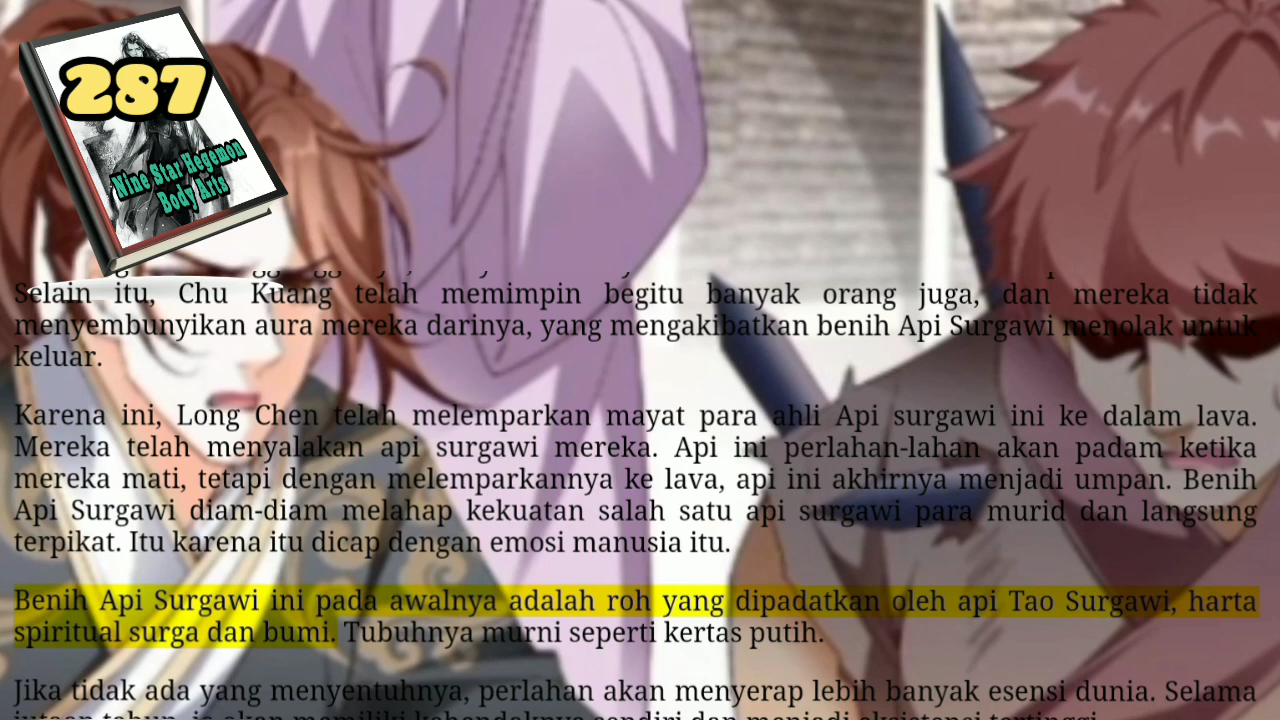 287
Nine Star Hegemon
Body Arts
Selain itu, Chu Kuang telah memimpin begitu banyak orang juga, dan mereka tidak
menyembunyikan aura mereka darinya, yang mengakibatkan benih Api Surgawi menolak untuk
keluar.
Karena ini, Long Chen telah melemparkan mayat para ahli Api surgawi ini ke dalam lava.
Mereka telah menyalakan api surgawi mereka. Api ini perlahan-lahan akan padam ketika
mereka mati, tetapi dengan melemparkannya ke lava, api ini akhirnya menjadi umpan. Benih
Api Surgawi diam-diam melahap kekuatan salah satu api surgawi para murid dan langsung
terpikat. Itu karena itu dicap dengan emosi manusia itu.
Benih Api Surgawi ini pada awalnya adalah roh yang dipadatkan oleh api Tao Surgawi, harta
spiritual surga dan bumi. Tubuhnya murni seperti kertas putih.
Jika tidak ada yang menyentuhnya, perlahan akan menyerap lebih banyak esensi dunia. Selama